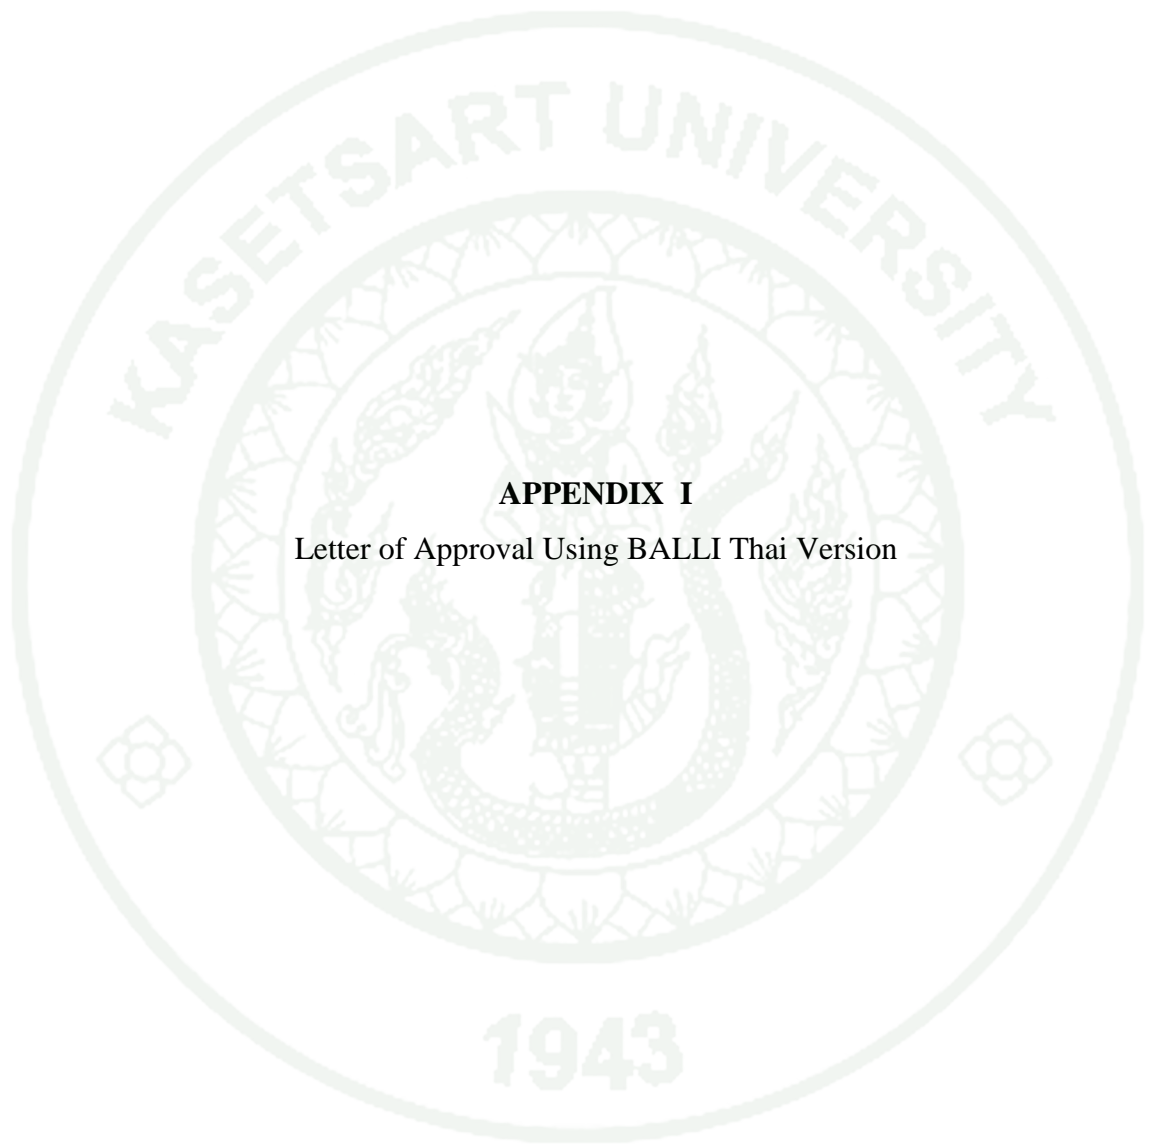 KASETSART UNIVERSITY
APPENDIX I
Letter of Approval Using BALLI Thai Version
1943